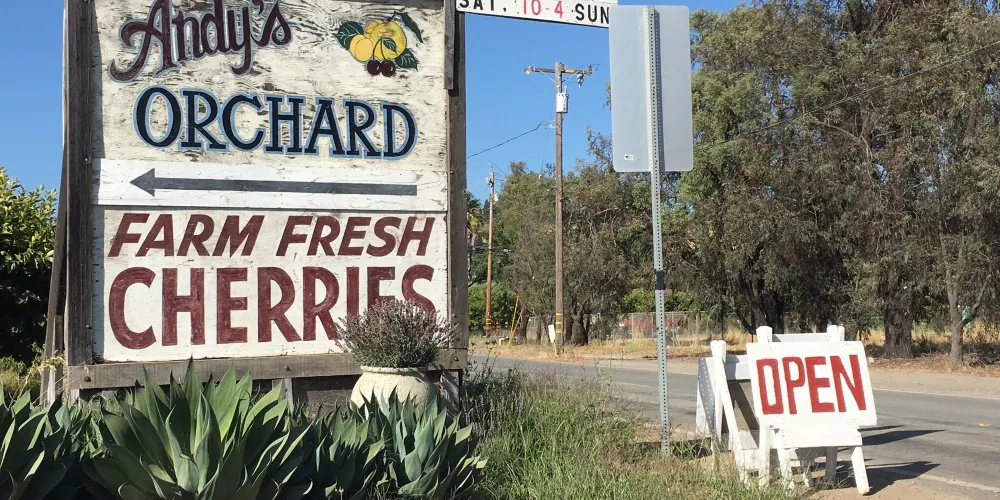 Andy's
ORCHARD
FARM FRESH
CHERRIES
SAT. 10-4 SUN
OPEN